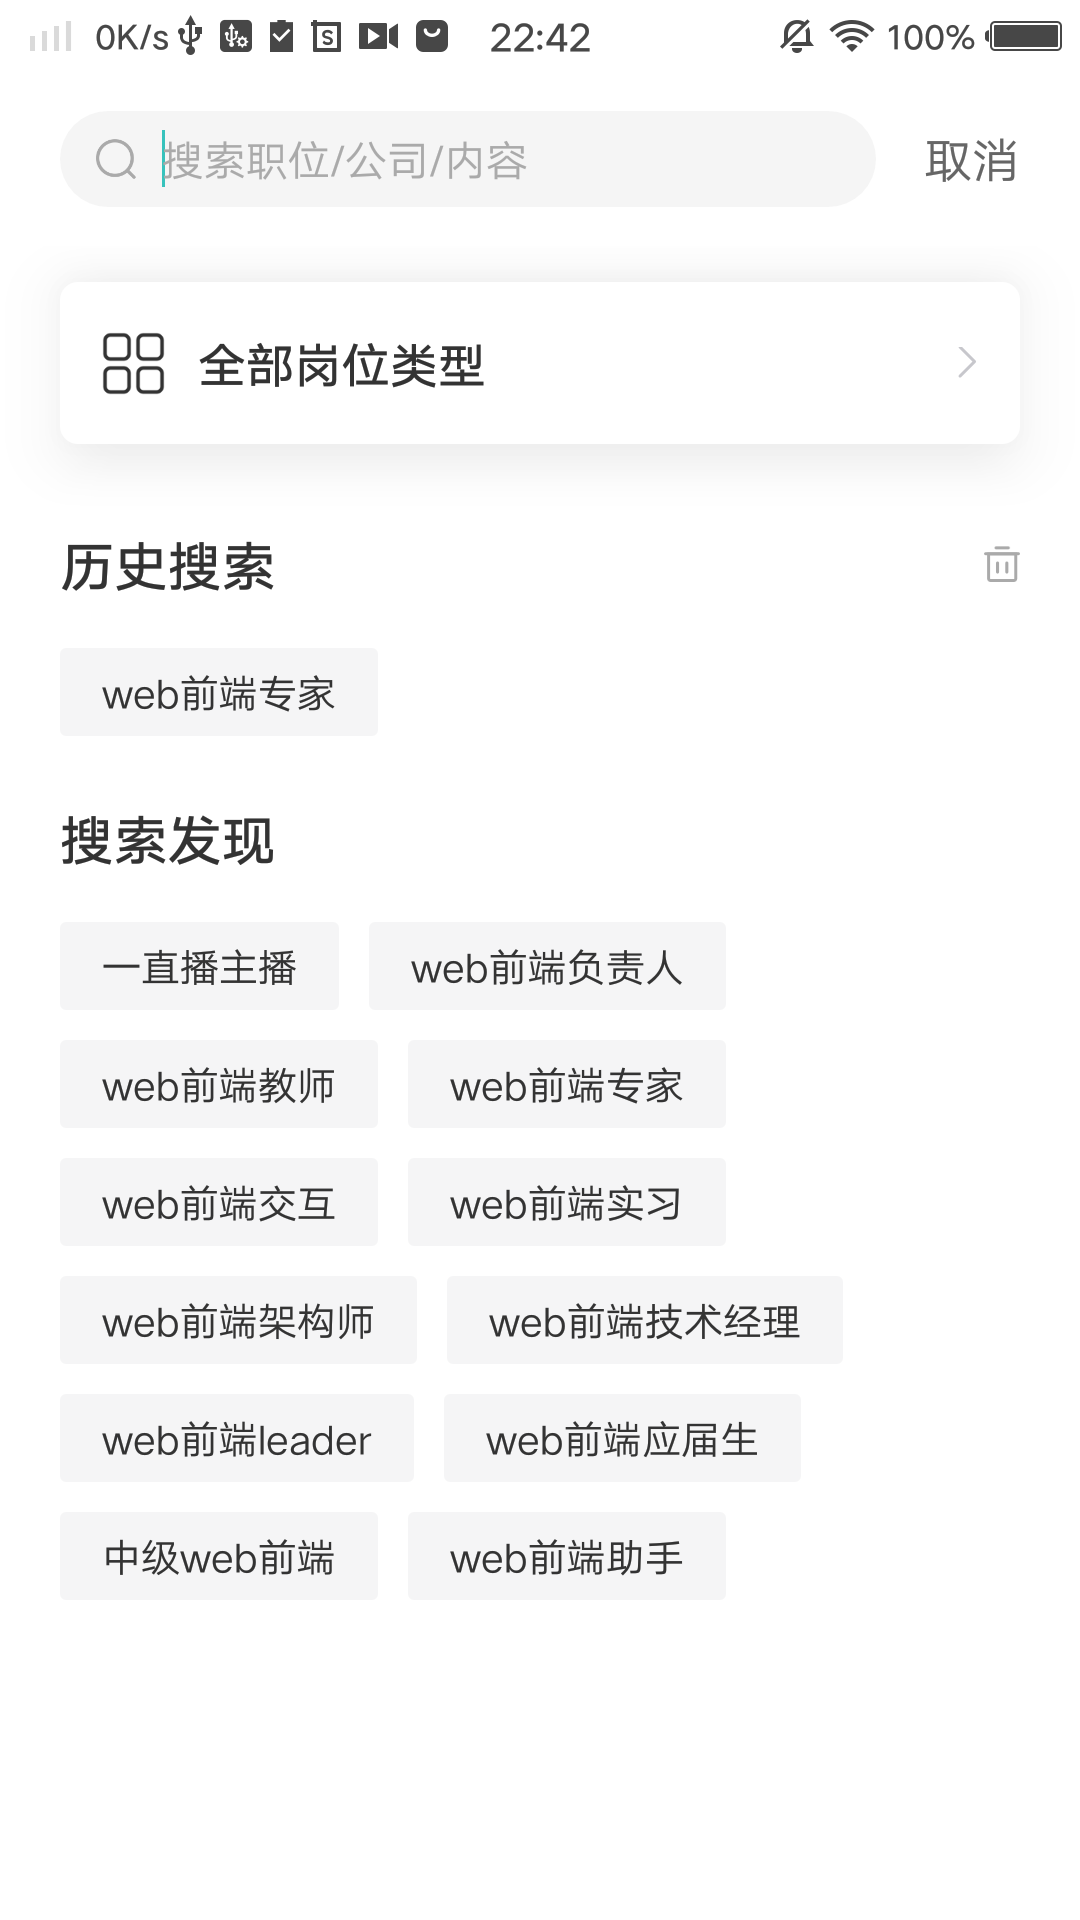 0K/s 22:42 100%
搜索职位/公司/内容 取消
全部岗位类型
历史搜索
web前端专家
搜索发现
一直播主播 web前端负责人
web前端教师 web前端专家
web前端交互 web前端实习
web前端架构师 web前端技术经理
web前端leader web前端应届生
中级web前端 web前端助手